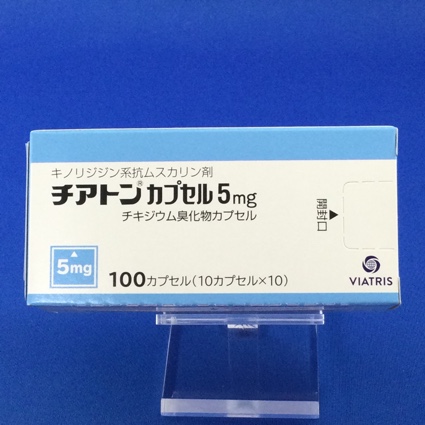 キノリジジン系抗ムスカリン剤
チアトン®カプセル5mg
チキジウム臭化物カプセル
5mg
100カプセル(10カプセル×10)
開封口
VIATRIS